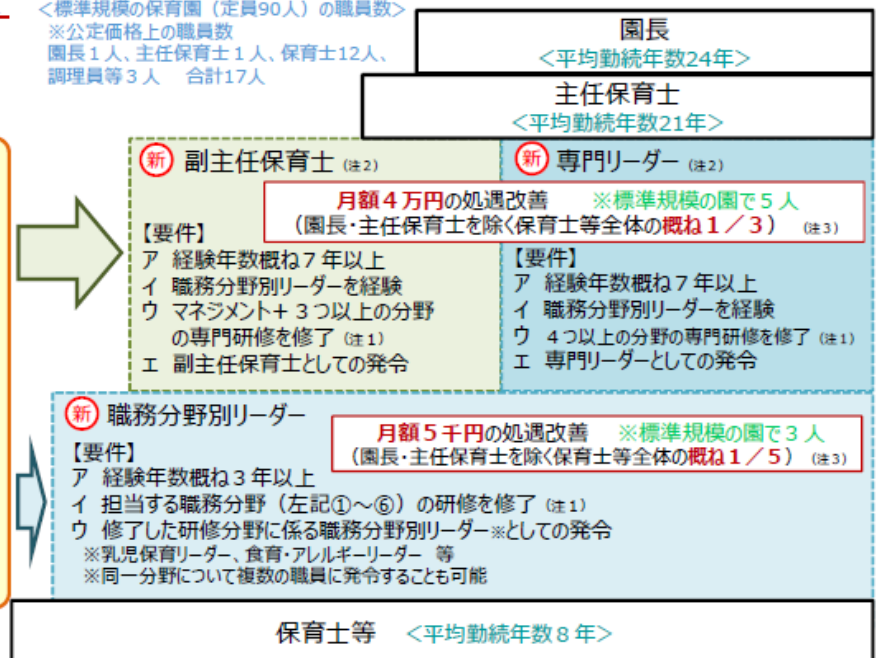 <標準規模の保育園（定員90人）の職員数>
※公定価格上の職員数
園長１人、主任保育士１人、保育士12人、
調理員等３人　合計17人
園長
<平均勤続年数24年>
主任保育士
<平均勤続年数21年>
新 副主任保育士（注2）
新 専門リーダー（注2）
月額４万円の処遇改善　※標準規模の園で５人
（園長・主任保育士を除く保育士等全体の概ね１／３）（注3）
【要件】
ア 経験年数概ね７年以上
イ 職務分野別リーダーを経験
ウ マネジメント＋３つ以上の分野
の専門研修を修了（注1）
エ 副主任保育士としての発令
【要件】
ア 経験年数概ね７年以上
イ 職務分野別リーダーを経験
ウ ４つ以上の分野の専門研修を修了（注1）
エ 専門リーダーとしての発令
新 職務分野別リーダー
月額５千円の処遇改善　※標準規模の園で３人
（園長・主任保育士を除く保育士等全体の概ね１／５）（注3）
【要件】
ア 経験年数概ね３年以上
イ 担当する職務分野（左記①～⑥）の研修を修了（注1）
ウ 修了した研修分野に係る職務分野別リーダー※としての発令
※乳児保育リーダー、食育・アレルギーリーダー 等
※同一分野について複数の職員に発令することも可能
保育士等　<平均勤続年数８年>